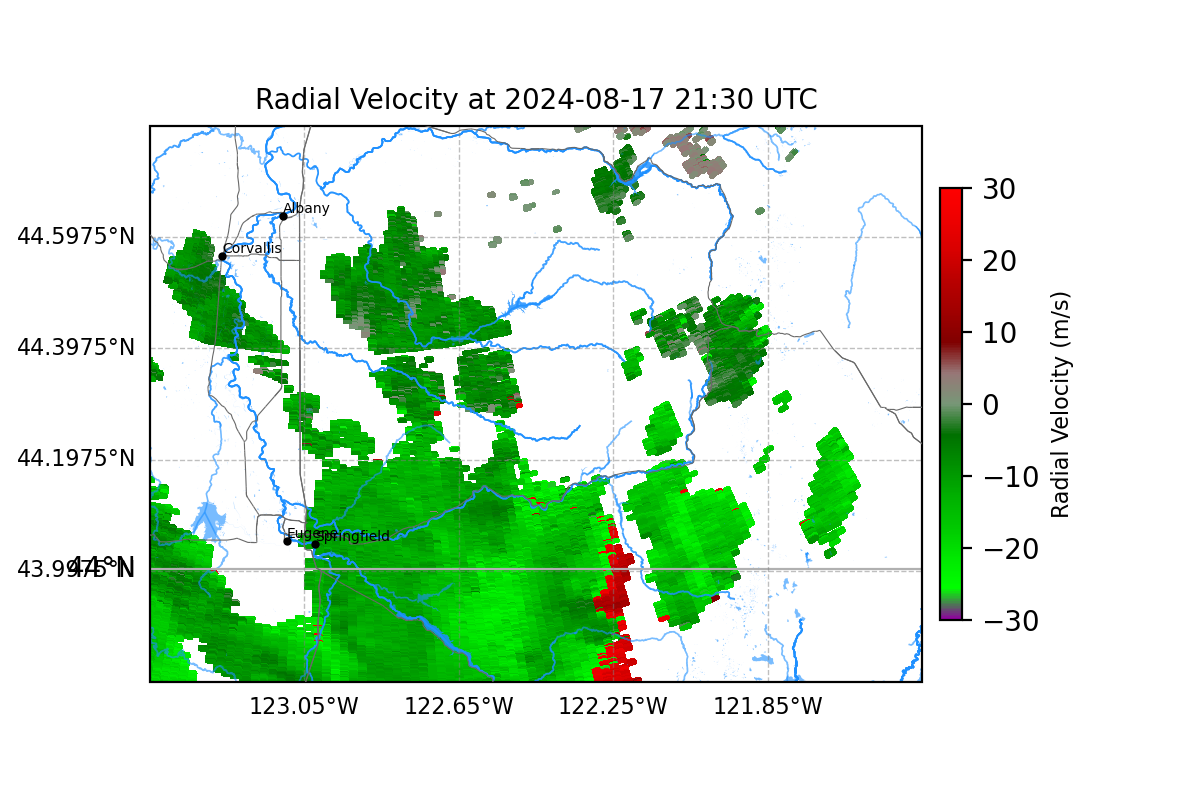 Radial Velocity at 2024-08-17 21:30 UTC
44.5975°N
44.3975°N
44.1975°N
43.9975°N
44°N
Albany
Corvallis
Eugene
Springfield
123.05°W
122.65°W
122.25°W
121.85°W
30
20
10
0
−10
−20
−30
Radial Velocity (m/s)